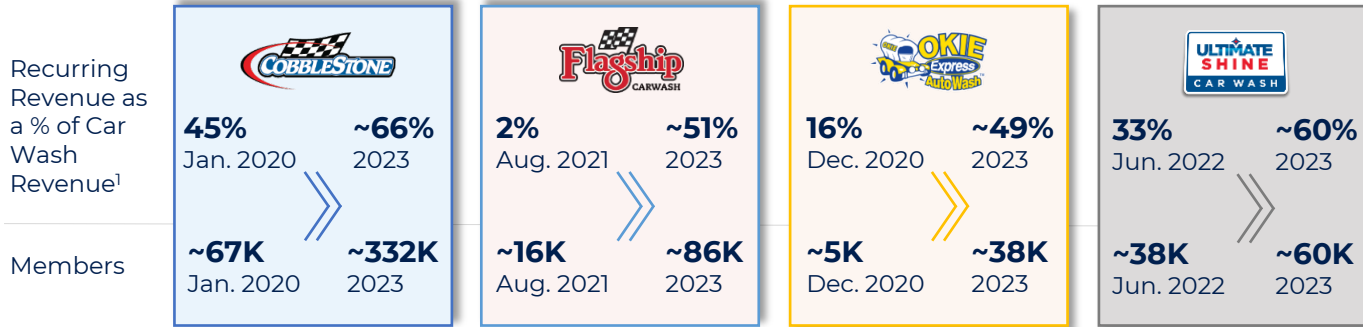 Recurring
Revenue as
a % of Car
Wash
Revenue1
COBBLESTONE
45% ~66%
Jan. 2020 2023
Flagship
CARWASH
2% ~51%
Aug. 2021 2023
OKIE
OKIE
Express
AutoWash
16% ~49%
Dec. 2020 2023
ULTIMATE
SHINE
CAR WASH
33% ~60%
Jun. 2022 2023
Members
~67K ~332K
Jan. 2020 2023
~16K ~86K
Aug. 2021 2023
~5K ~38K
Dec. 2020 2023
~38K ~60K
Jun. 2022 2023